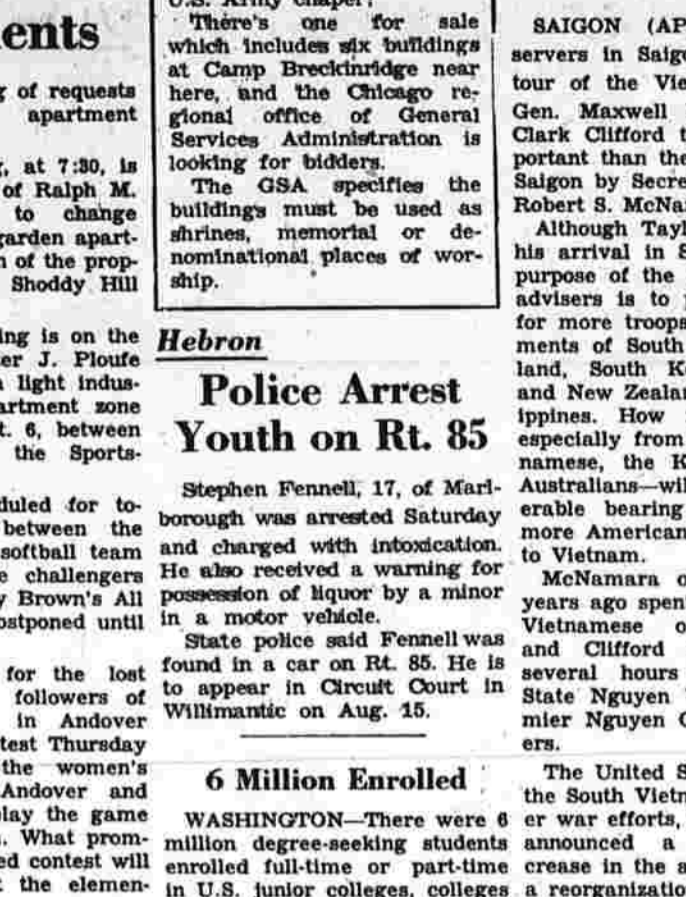 ents
of requests
apartment
, at 7:30, is
of Ralph M.
to change
garden apart-
of the prop-
Shoddy Hill
ing is on the
er J. Ploufe
light indus-
artment zone
t. 6, between
the Sports-
duled for to-
between the
softball team
challengers
Brown's All
ostponed until
for the lost
followers of
in Andover
test Thursday
the women's
Andover and
play the game
. What prom-
ed contest will
the elemen-
U.S. Army chapel?
There's one for sale
which includes six buildings
at Camp Breckinridge near
here, and the Chicago re-
gional office of General
Services Administration is
looking for bidders.
The GSA specifies the
buildings must be used as
shrines, memorial or de-
nominational places of wor-
ship.
Hebron
Police Arrest
Youth on Rt. 85
Stephen Fennell, 17, of Marl-
borough was arrested Saturday
and charged with intoxication.
He also received a warning for
possession of liquor by a minor
in a motor vehicle.
State police said Fennell was
found in a car on Rt. 85. He is
to appear in Circuit Court in
Willimantic on Aug. 15.
6 Million Enrolled
WASHINGTON—There were 6
million degree-seeking students
enrolled full-time or part-time
in U.S. junior colleges, colleges
SAIGON (AP
servers in Saigo
tour of the Vie
Gen. Maxwell
Clark Clifford t
portant than the
Saigon by Secre
Robert S. McNa
Although Tayl
his arrival in S
purpose of the
advisers is to
for more troops
ments of South
land, South K
and New Zealan
ippines. How
especially from
namese, the K
Australians—wil
erable bearing
more American
to Vietnam.
McNamara o
years ago spen
Vietnamese o
and Clifford
several hours
State Nguyen
mier Nguyen C
ers.
The United S
the South Vietn
er war efforts,
announced a
crease in the s
a reorganizatio